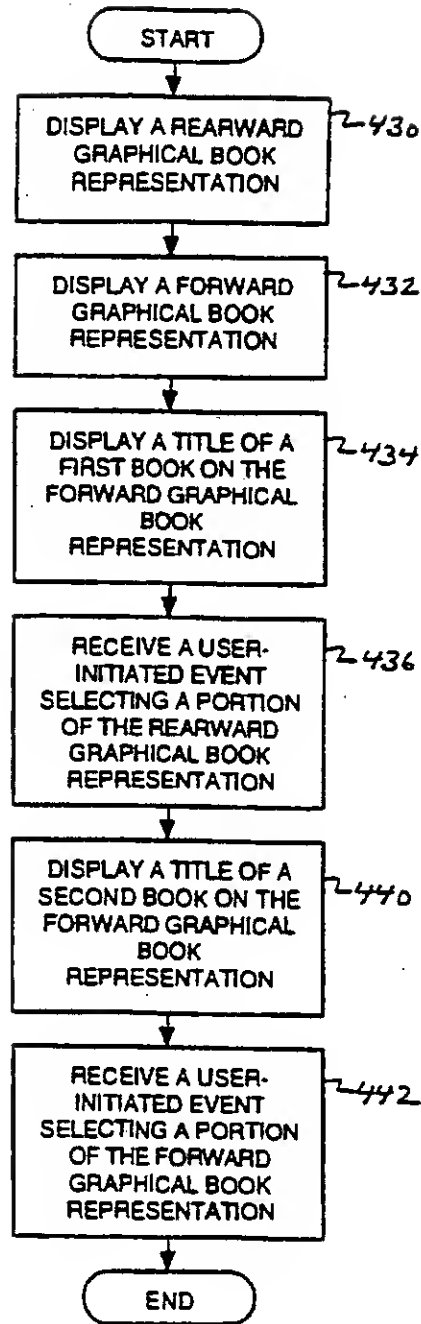 START
DISPLAY A REARWARD
GRAPHICAL BOOK
REPRESENTATION
430
DISPLAY A FORWARD
GRAPHICAL BOOK
REPRESENTATION
432
DISPLAY A TITLE OF A
FIRST BOOK ON THE
FORWARD GRAPHICAL
BOOK
REPRESENTATION
434
RECEIVE A USER-
INITIATED EVENT
SELECTING A PORTION
OF THE REARWARD
GRAPHICAL BOOK
REPRESENTATION
436
DISPLAY A TITLE OF A
SECOND BOOK ON THE
FORWARD GRAPHICAL
BOOK
REPRESENTATION
440
RECEIVE A USER-
INITIATED EVENT
SELECTING A PORTION
OF THE FORWARD
GRAPHICAL BOOK
REPRESENTATION
442
END